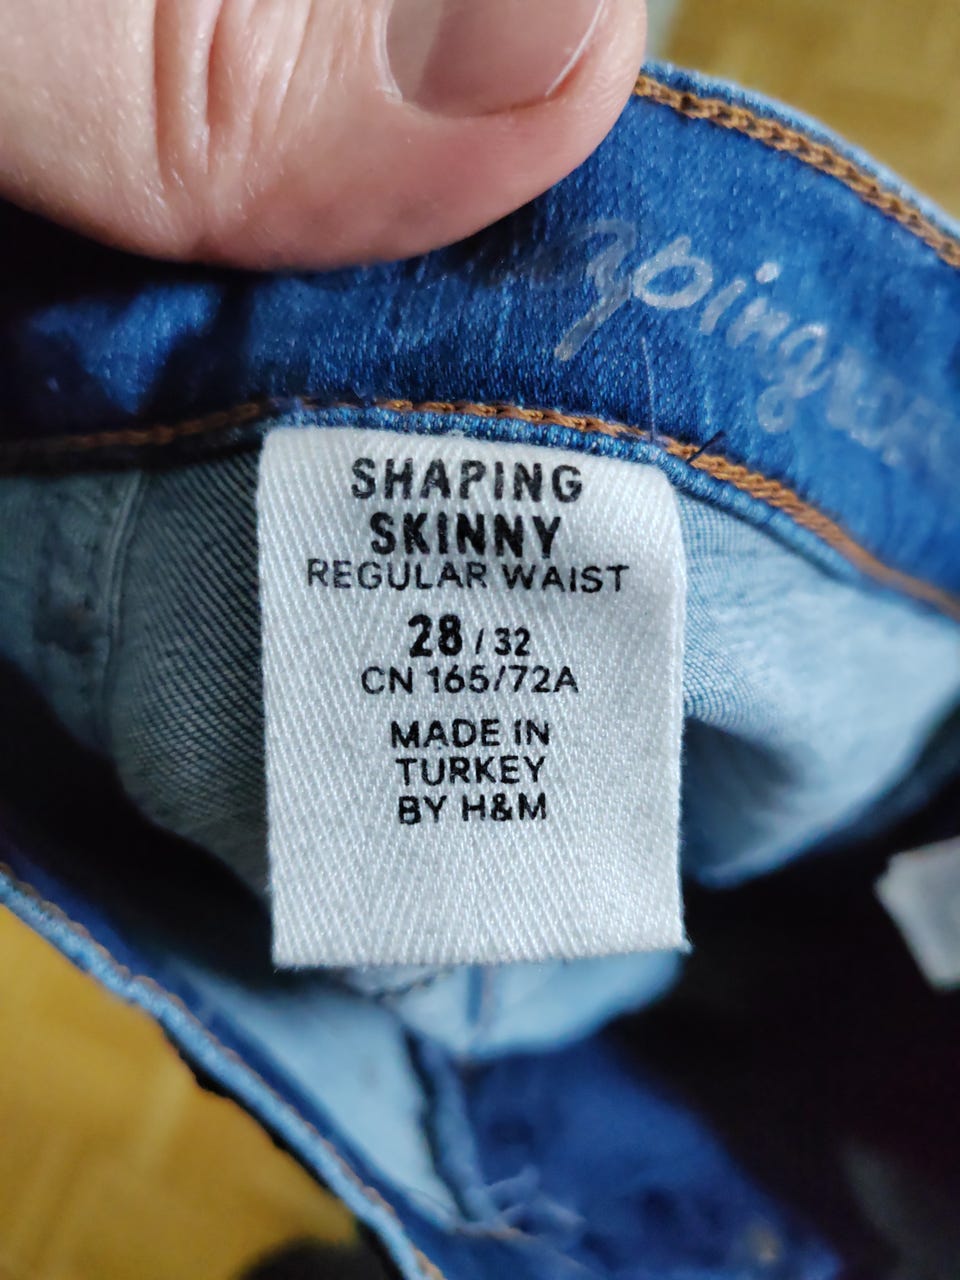 SHAPING
SKINNY
REGULAR WAIST
28 / 32
CN 165/72A
MADE IN
TURKEY
BY H&M